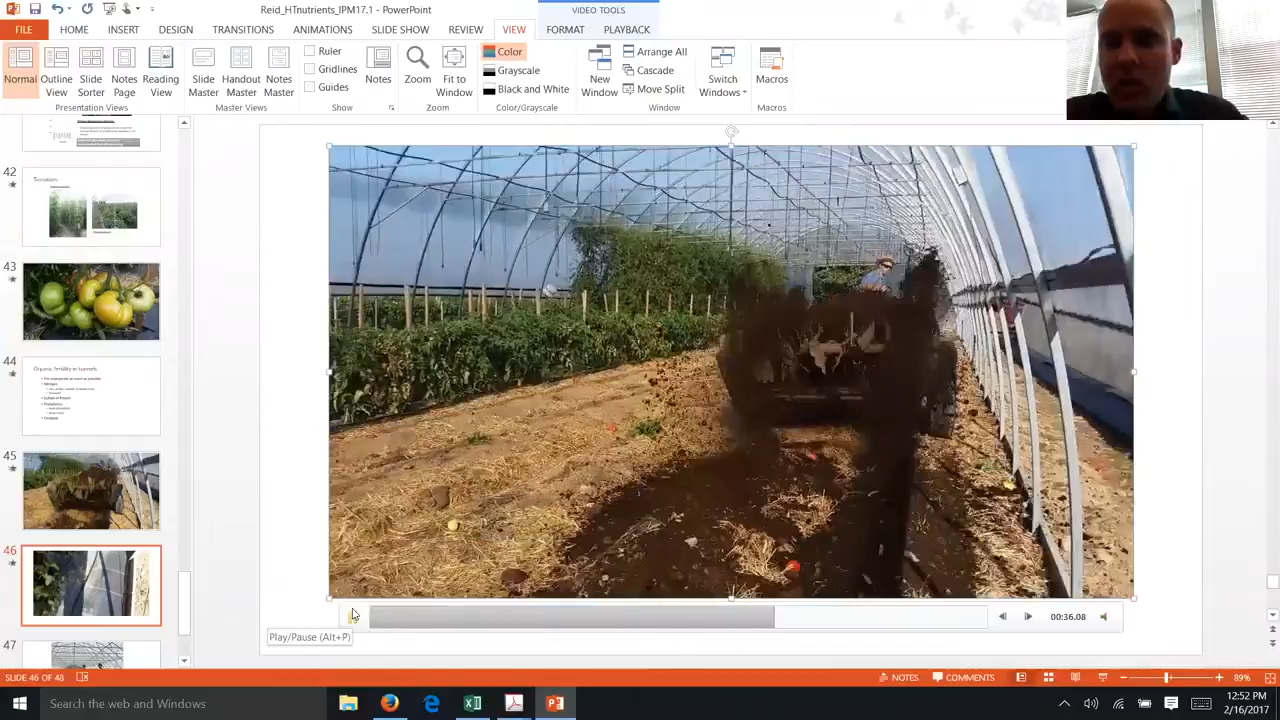 Reid_HTnutrients_IPM17.1 - PowerPoint
VIDEO TOOLS
FILE HOME INSERT DESIGN TRANSITIONS ANIMATIONS SLIDE SHOW REVIEW VIEW FORMAT PLAYBACK
Normal
Outline View
Slide Sorter
Notes Page
Reading View
Presentation Views
Slide Master
Handout Master
Notes Master
Master Views
Ruler
Gridlines
Guides
Show
Notes
Zoom
Fit to Window
Zoom
Color
Grayscale
Black and White
Color/Grayscale
New Window
Arrange All
Cascade
Move Split
Window
Switch Windows
Macros
Macros
42
Tomatoes
43
44
Organic fertility in tunnels
45
46
47
Play/Pause (Alt+P)
00:36.08
SLIDE 46 OF 48
NOTES
COMMENTS
89%
Search the web and Windows
12:52 PM
2/16/2017